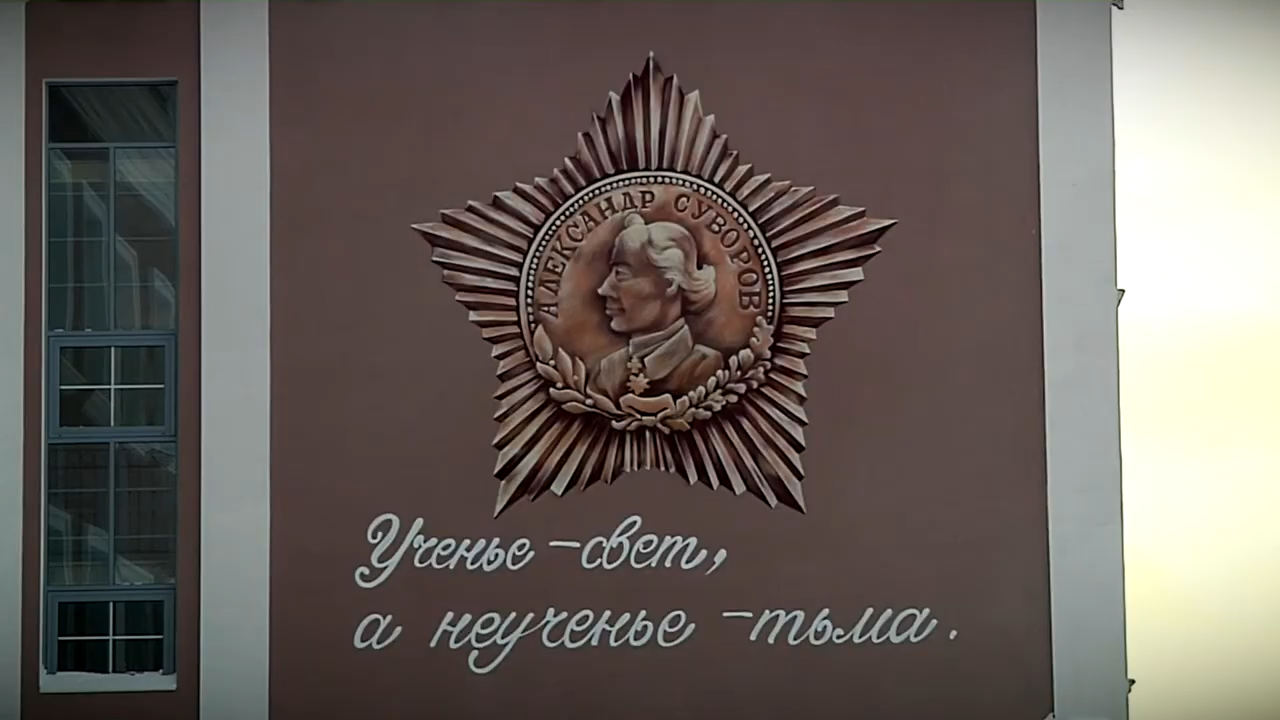 АЛЕКСАНДР СУВОРОВ
Ученье – свет,
а неученье – тьма.